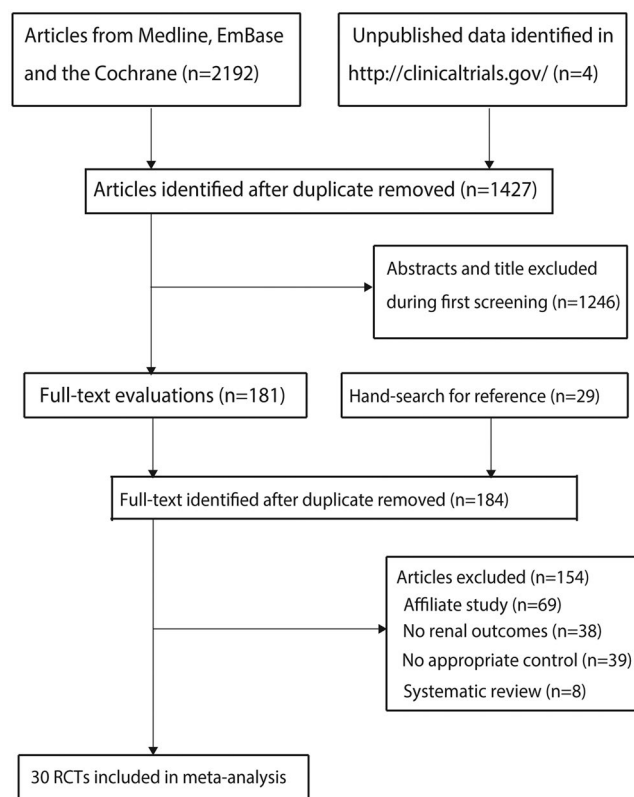 Articles from Medline, EmBase
and the Cochrane (n=2192)
Unpublished data identified in
http://clinicaltrials.gov/ (n=4)
Articles identified after duplicate removed (n=1427)
Abstracts and title excluded
during first screening (n=1246)
Full-text evaluations (n=181)
Hand-search for reference (n=29)
Full-text identified after duplicate removed (n=184)
Articles excluded (n=154)
Affiliate study (n=69)
No renal outcomes (n=38)
No appropriate control (n=39)
Systematic review (n=8)
30 RCTs included in meta-analysis